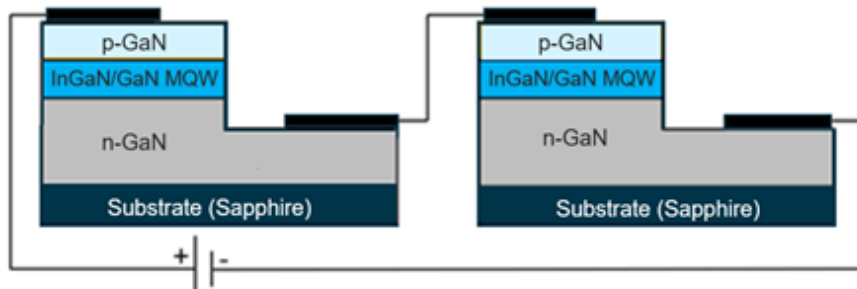 p-GaN
InGaN/GaN MQW
n-GaN
Substrate (Sapphire)
p-GaN
InGaN/GaN MQW
n-GaN
Substrate (Sapphire)
+ -